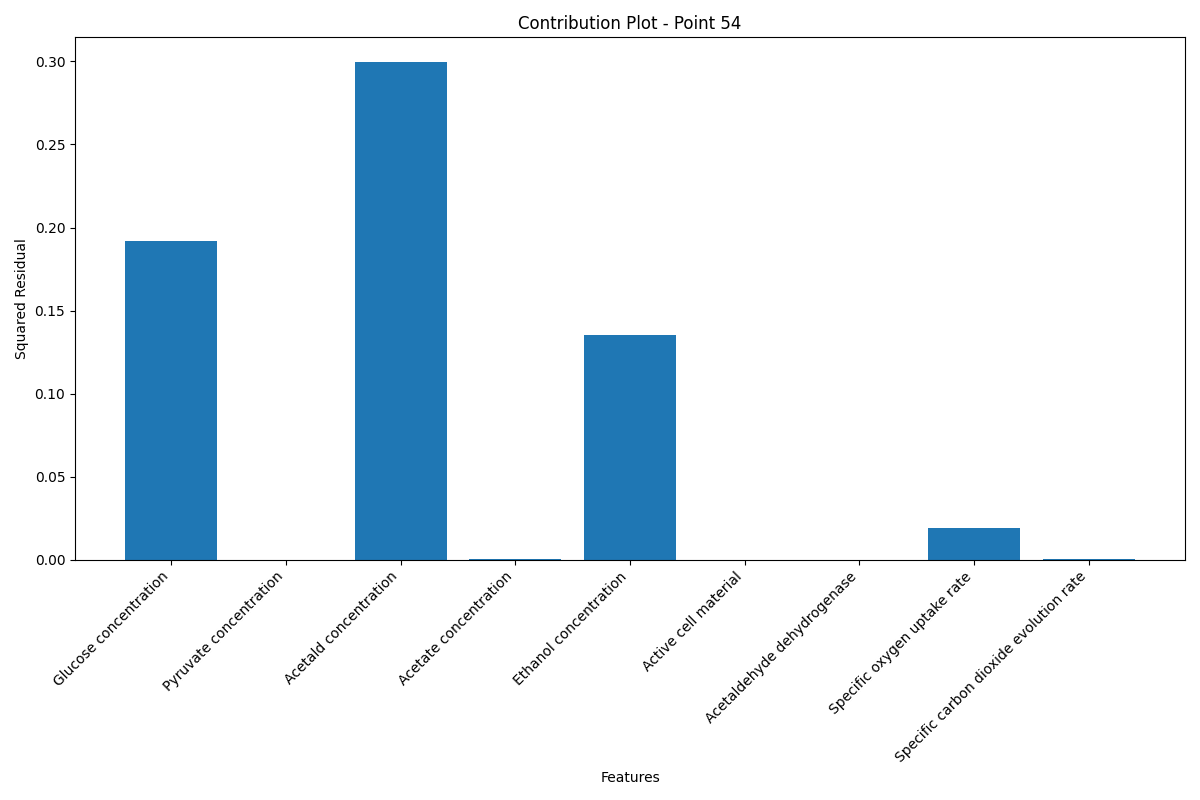 Contribution Plot - Point 54
Squared Residual
0.30
0.25
0.20
0.15
0.10
0.05
0.00
Glucose concentration
Pyruvate concentration
Acetald concentration
Acetate concentration
Ethanol concentration
Active cell material
Acetaldehyde dehydrogenase
Specific oxygen uptake rate
Specific carbon dioxide evolution rate
Features